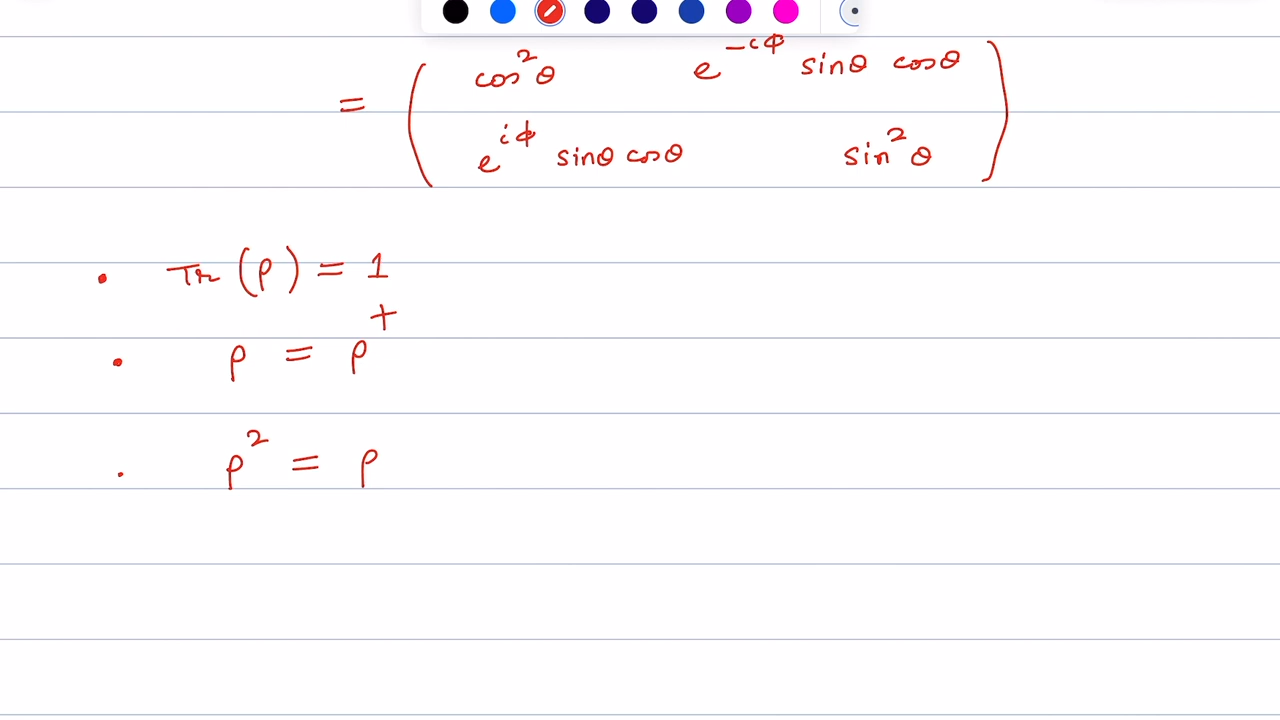 = ( cos²θ e^{-iφ} sinθ cosθ
e^{iφ} sinθ cosθ sin²θ )
• Tr(ρ) = 1
• ρ = ρ^†
• ρ² = ρ